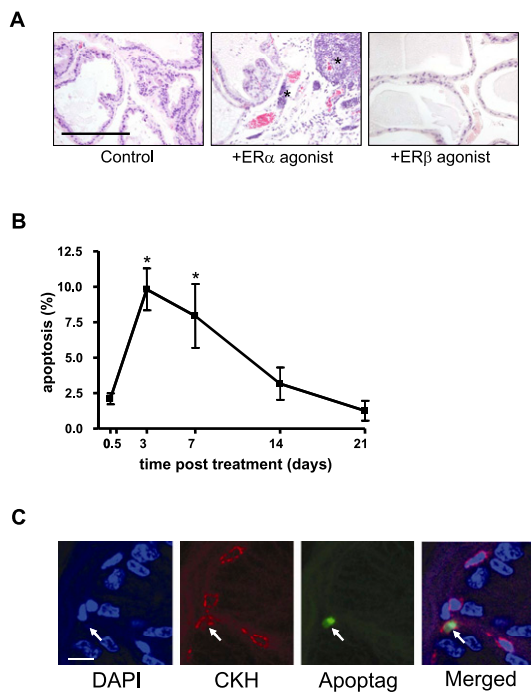 A
* *
Control +ERα agonist +ERβ agonist
B
12.5
10.0
7.5
5.0
2.5
0.0
apoptosis (%)
* *
0.5 3 7 14 21
time post treatment (days)
C
DAPI CKH Apoptag Merged